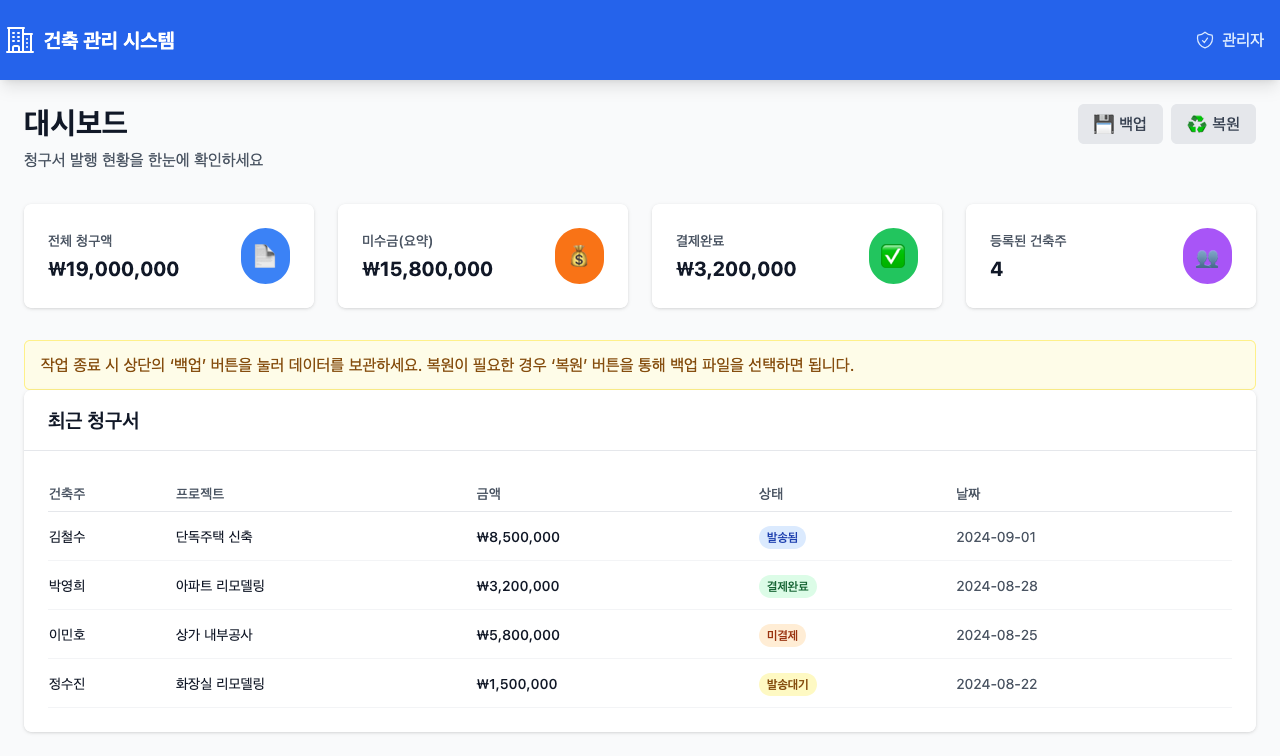 건축 관리 시스템
관리자
대시보드
청구서 발행 현황을 한눈에 확인하세요
💾 백업
♻️ 복원
전체 청구액
₩19,000,000
미수금(요약)
₩15,800,000
결제완료
₩3,200,000
등록된 건축주
4
작업 종료 시 상단의 ‘백업’ 버튼을 눌러 데이터를 보관하세요. 복원이 필요한 경우 ‘복원’ 버튼을 통해 백업 파일을 선택하면 됩니다.
최근 청구서
건축주 프로젝트 금액 상태 날짜
김철수 단독주택 신축 ₩8,500,000 발송됨 2024-09-01
박영희 아파트 리모델링 ₩3,200,000 결제완료 2024-08-28
이민호 상가 내부공사 ₩5,800,000 미결제 2024-08-25
정수진 화장실 리모델링 ₩1,500,000 발송대기 2024-08-22